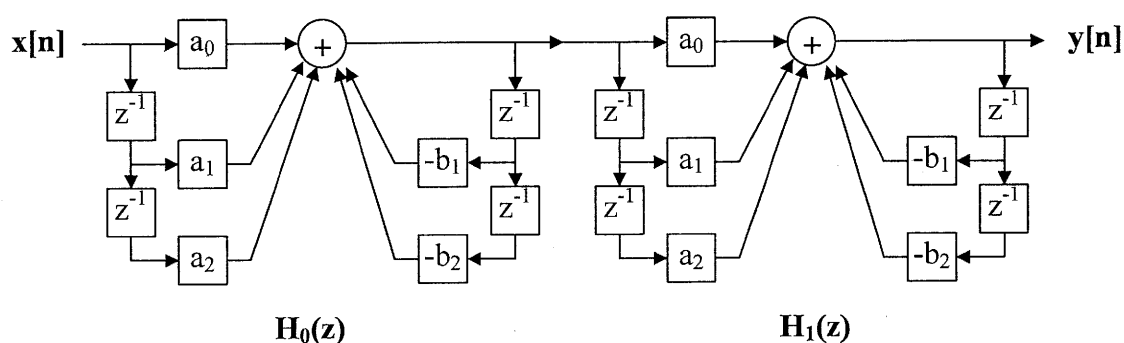 x[n] a₀ + a₀ + y[n]
z⁻¹ z⁻¹ z⁻¹ z⁻¹
a₁ -b₁ a₁ -b₁
z⁻¹ z⁻¹ z⁻¹ z⁻¹
a₂ -b₂ a₂ -b₂
H₀(z) H₁(z)